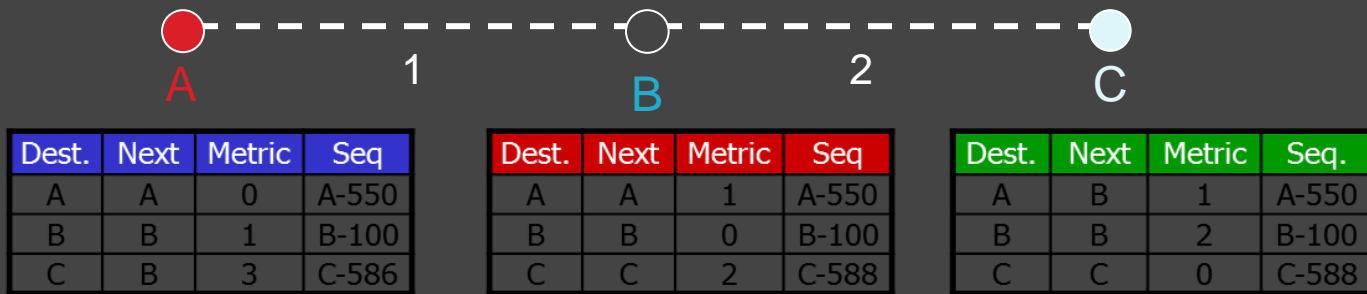 1 2
A B C
Dest. Next Metric Seq
A A 0 A-550
B B 1 B-100
C B 3 C-586
Dest. Next Metric Seq
A A 1 A-550
B B 0 B-100
C C 2 C-588
Dest. Next Metric Seq.
A B 1 A-550
B B 2 B-100
C C 0 C-588